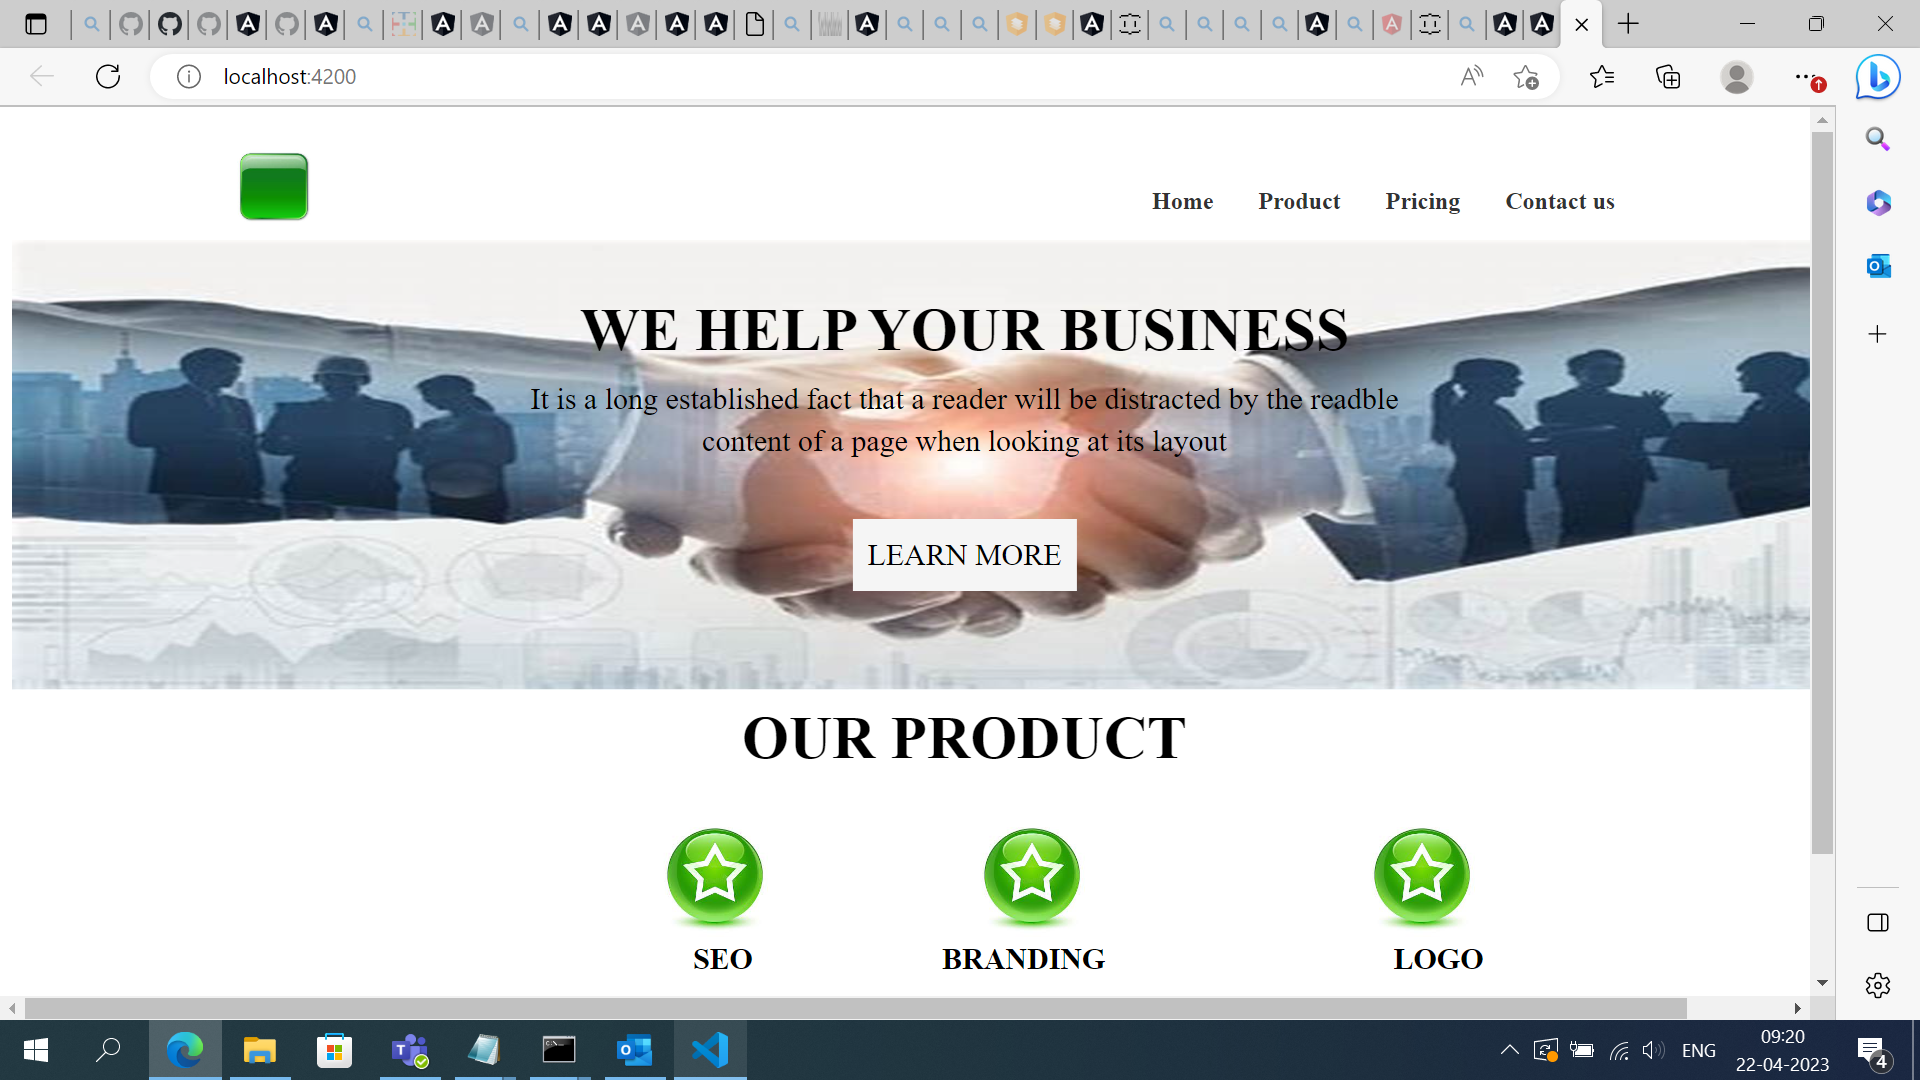 localhost:4200
Home Product Pricing Contact us
WE HELP YOUR BUSINESS
It is a long established fact that a reader will be distracted by the readble
content of a page when looking at its layout
LEARN MORE
OUR PRODUCT
SEO BRANDING LOGO
ENG
09:20
22-04-2023
4